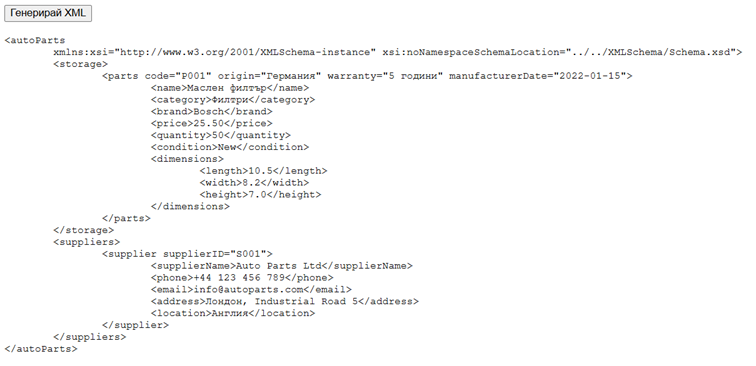 Генерирай XML
<autoParts
xmlns:xsi="http://www.w3.org/2001/XMLSchema-instance" xsi:noNamespaceSchemaLocation="../../XMLSchema/Schema.xsd">
<storage>
<parts code="P001" origin="Германия" warranty="5 години" manufacturerDate="2022-01-15">
<name>Маслен филтър</name>
<category>Филтри</category>
<brand>Bosch</brand>
<price>25.50</price>
<quantity>50</quantity>
<condition>New</condition>
<dimensions>
<length>10.5</length>
<width>8.2</width>
<height>7.0</height>
</dimensions>
</parts>
</storage>
<suppliers>
<supplier supplierID="S001">
<supplierName>Auto Parts Ltd</supplierName>
<phone>+44 123 456 789</phone>
<email>info@autoparts.com</email>
<address>Лондон, Industrial Road 5</address>
<location>Англия</location>
</supplier>
</suppliers>
</autoParts>